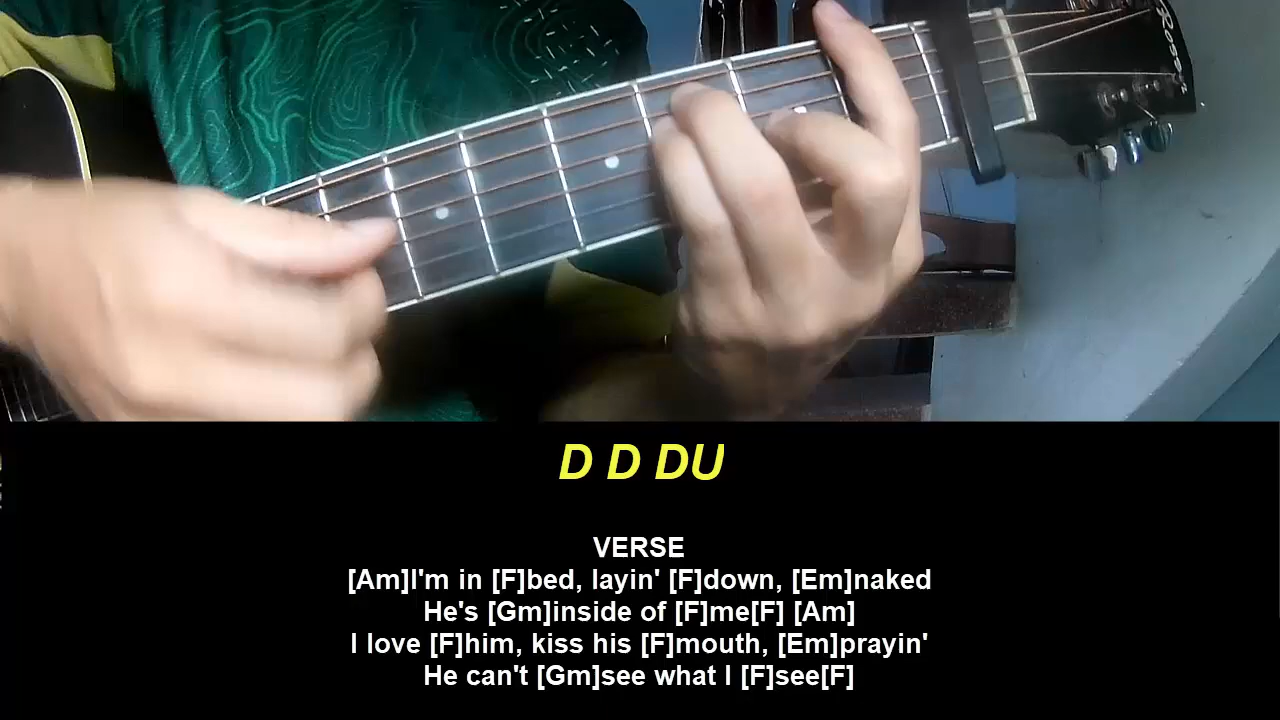 D D DU
VERSE
[Am]I'm in [F]bed, layin' [F]down, [Em]naked
He's [Gm]inside of [F]me[F] [Am]
I love [F]him, kiss his [F]mouth, [Em]prayin'
He can't [Gm]see what I [F]see[F]